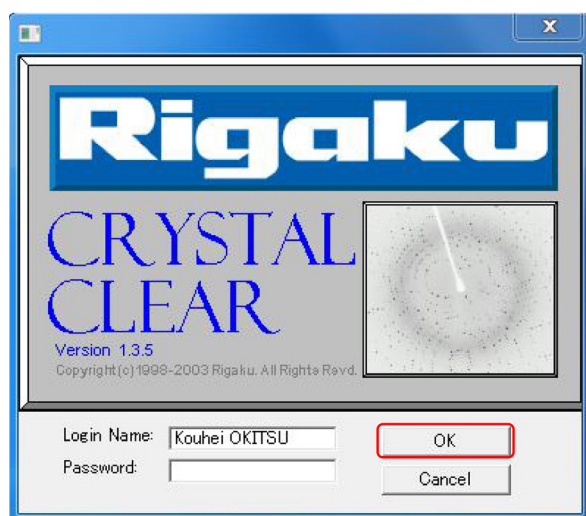 X
Rigaku
CRYSTAL
CLEAR
Version 1.3.5
Copyright(c)1998-2003 Rigaku. All Rights Revd.
Login Name: Kouhei OKITSU OK
Password: Cancel